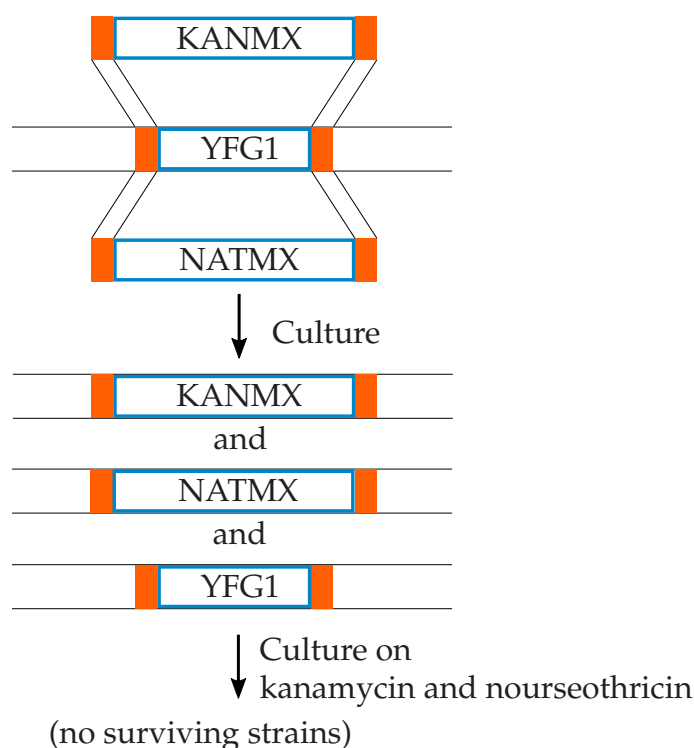 KANMX
YFG1
NATMX
Culture
KANMX
and
NATMX
and
YFG1
Culture on
kanamycin and nourseothricin
(no surviving strains)